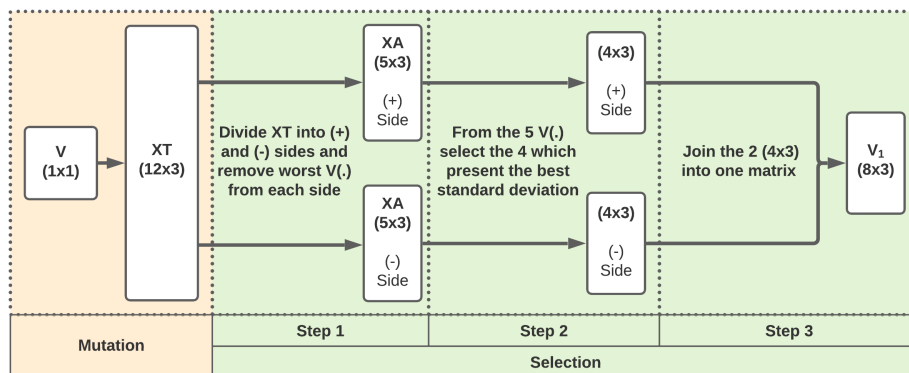 V
(1x1)
XT
(12x3)
Divide XT into (+)
and (-) sides and
remove worst V(.)
from each side
XA
(5x3)
(+)
Side
XA
(5x3)
(-)
Side
From the 5 V(.)
select the 4 which
present the best
standard deviation
(4x3)
(+)
Side
(4x3)
(-)
Side
Join the 2 (4x3)
into one matrix
V₁
(8x3)
Mutation
Step 1
Step 2
Step 3
Selection